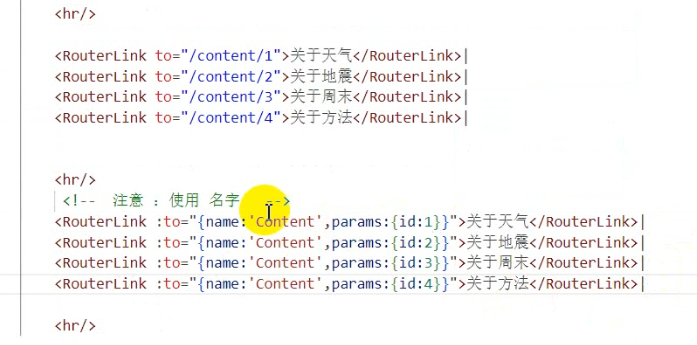 <hr/>
<RouterLink to="/content/1">关于天气</RouterLink>|
<RouterLink to="/content/2">关于地震</RouterLink>|
<RouterLink to="/content/3">关于周末</RouterLink>|
<RouterLink to="/content/4">关于方法</RouterLink>|
<hr/>
<!-- 注意 : 使用 名字 -->
<RouterLink :to="{name:'Content',params:{id:1}}">关于天气</RouterLink>|
<RouterLink :to="{name:'Content',params:{id:2}}">关于地震</RouterLink>|
<RouterLink :to="{name:'Content',params:{id:3}}">关于周末</RouterLink>|
<RouterLink :to="{name:'Content',params:{id:4}}">关于方法</RouterLink>|
<hr/>